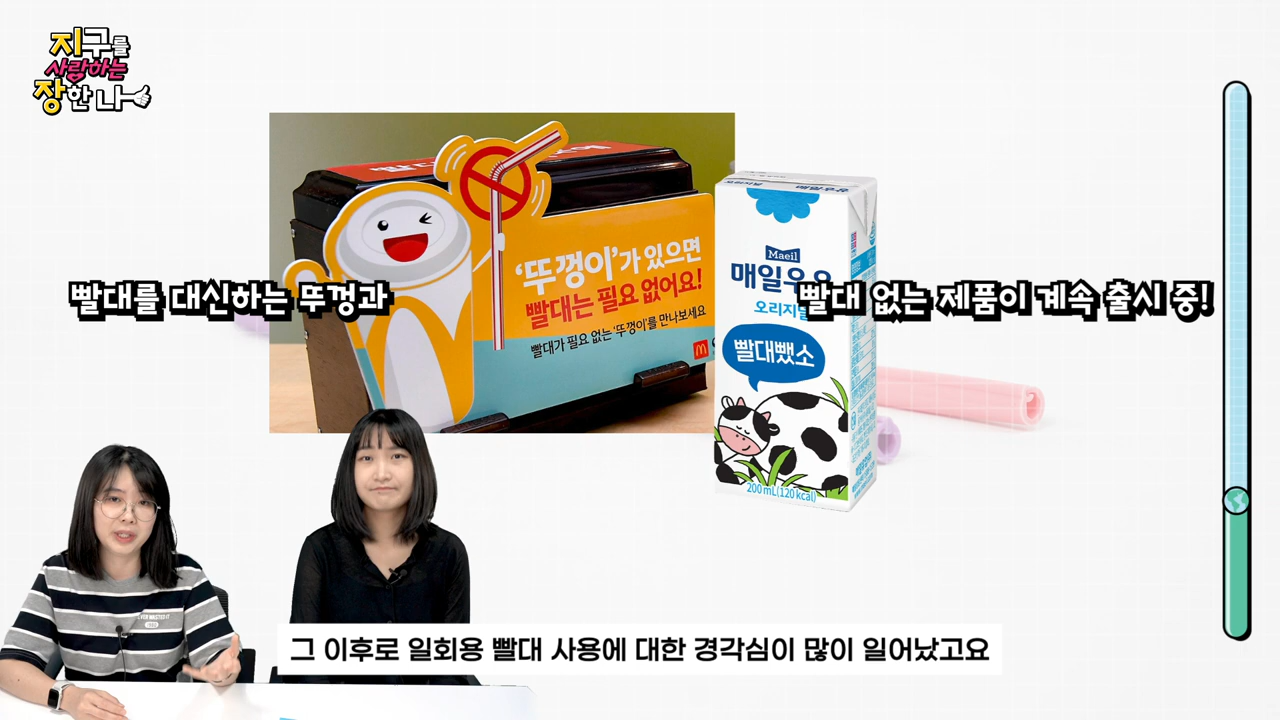 지구를
사랑하는
장한 나
'뚜껑이'가 있으면
빨대는 필요 없어요!
빨대가 필요 없는 '뚜껑이'를 만나보세요
빨대를 대신하는 뚜껑과
Maeil
매일우유
오리지널
빨대뺐소
200 mL(120 kcal)
빨대 없는 제품이 계속 출시 중!
그 이후로 일회용 빨대 사용에 대한 경각심이 많이 일어났고요